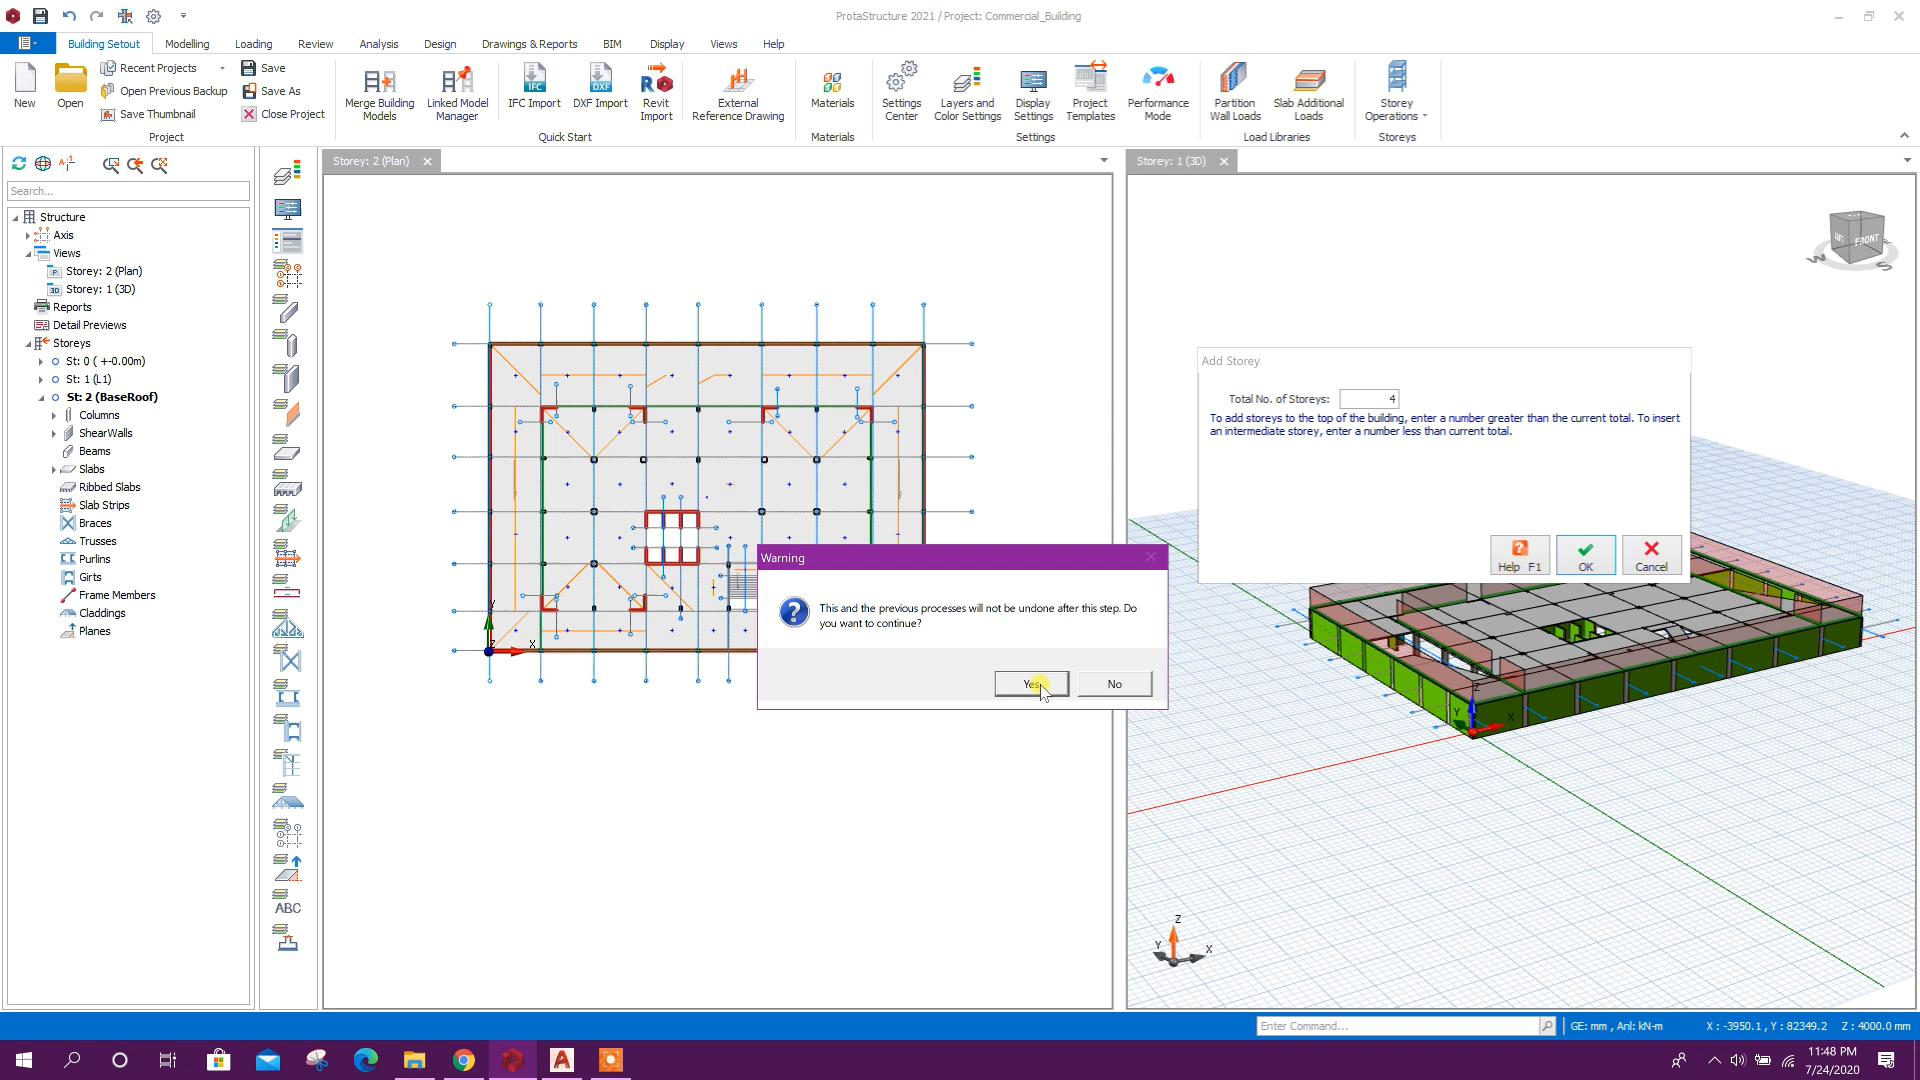 ProtaStructure 2021 / Project: Commercial_Building
Building Setout
Modelling
Loading
Review
Analysis
Design
Drawings & Reports
BIM
Display
Views
Help
New
Open
Recent Projects
Open Previous Backup
Save Thumbnail
Save
Save As
Close Project
Project
Merge Building
Models
Linked Model
Manager
IFC Import
DXF Import
Revit
Import
External
Reference Drawing
Quick Start
Materials
Materials
Settings
Center
Layers and
Color Settings
Display
Settings
Project
Templates
Performance
Mode
Settings
Partition
Wall Loads
Slab Additional
Loads
Load Libraries
Storey
Operations
Storeys
Search...
Structure
Axis
Views
Storey: 2 (Plan)
Storey: 1 (3D)
Reports
Detail Previews
Storeys
St: 0 ( +-0.00m)
St: 1 (L1)
St: 2 (BaseRoof)
Columns
ShearWalls
Beams
Slabs
Ribbed Slabs
Slab Strips
Braces
Trusses
Purlins
Girts
Frame Members
Claddings
Planes
ABC
Storey: 2 (Plan)
Y
Z
X
Storey: 1 (3D)
LEFT
FRONT
W
S
Add Storey
Total No. of Storeys:
4
To add storeys to the top of the building, enter a number greater than the current total. To insert
an intermediate storey, enter a number less than current total.
Help F1
OK
Cancel
Warning
This and the previous processes will not be undone after this step. Do
you want to continue?
Yes
No
Z
Y
X
Z
Y
X
Enter Command...
GE: mm , Anl: kN-m
X : -3950.1 , Y : 82349.2
Z : 4000.0 mm
11:48 PM
7/24/2020